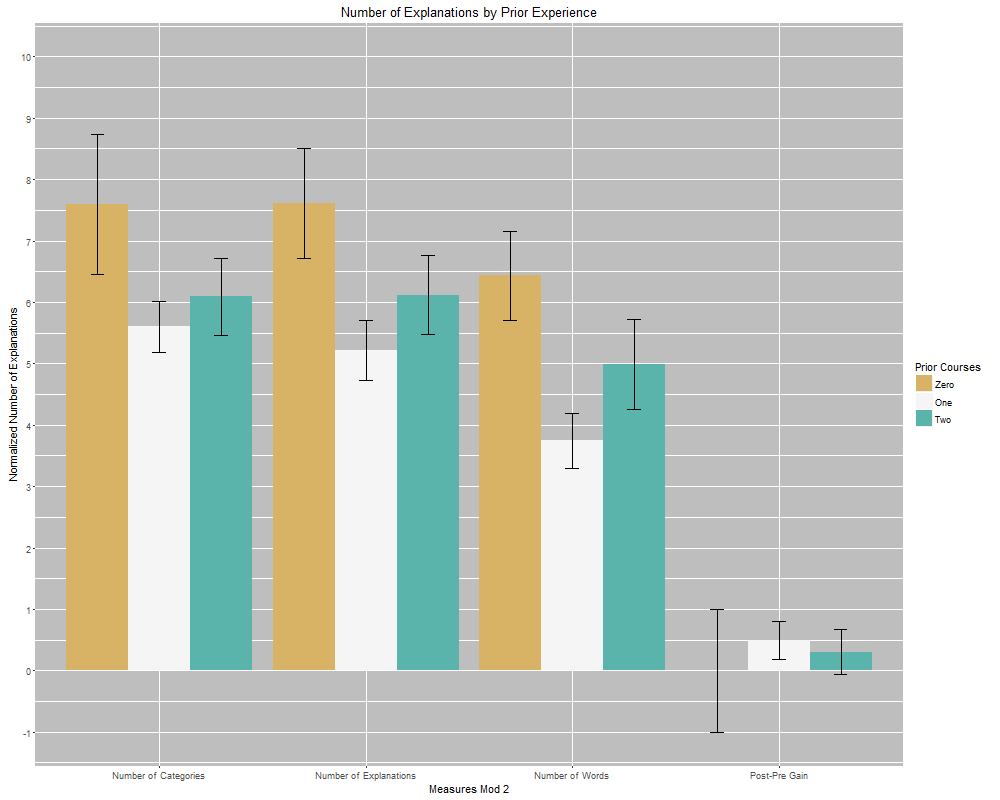 Number of Explanations by Prior Experience
Normalized Number of Explanations
10
9
8
7
6
5
4
3
2
1
0
-1
Number of Categories
Number of Explanations
Number of Words
Post-Pre Gain
Measures Mod 2
Prior Courses
Zero
One
Two